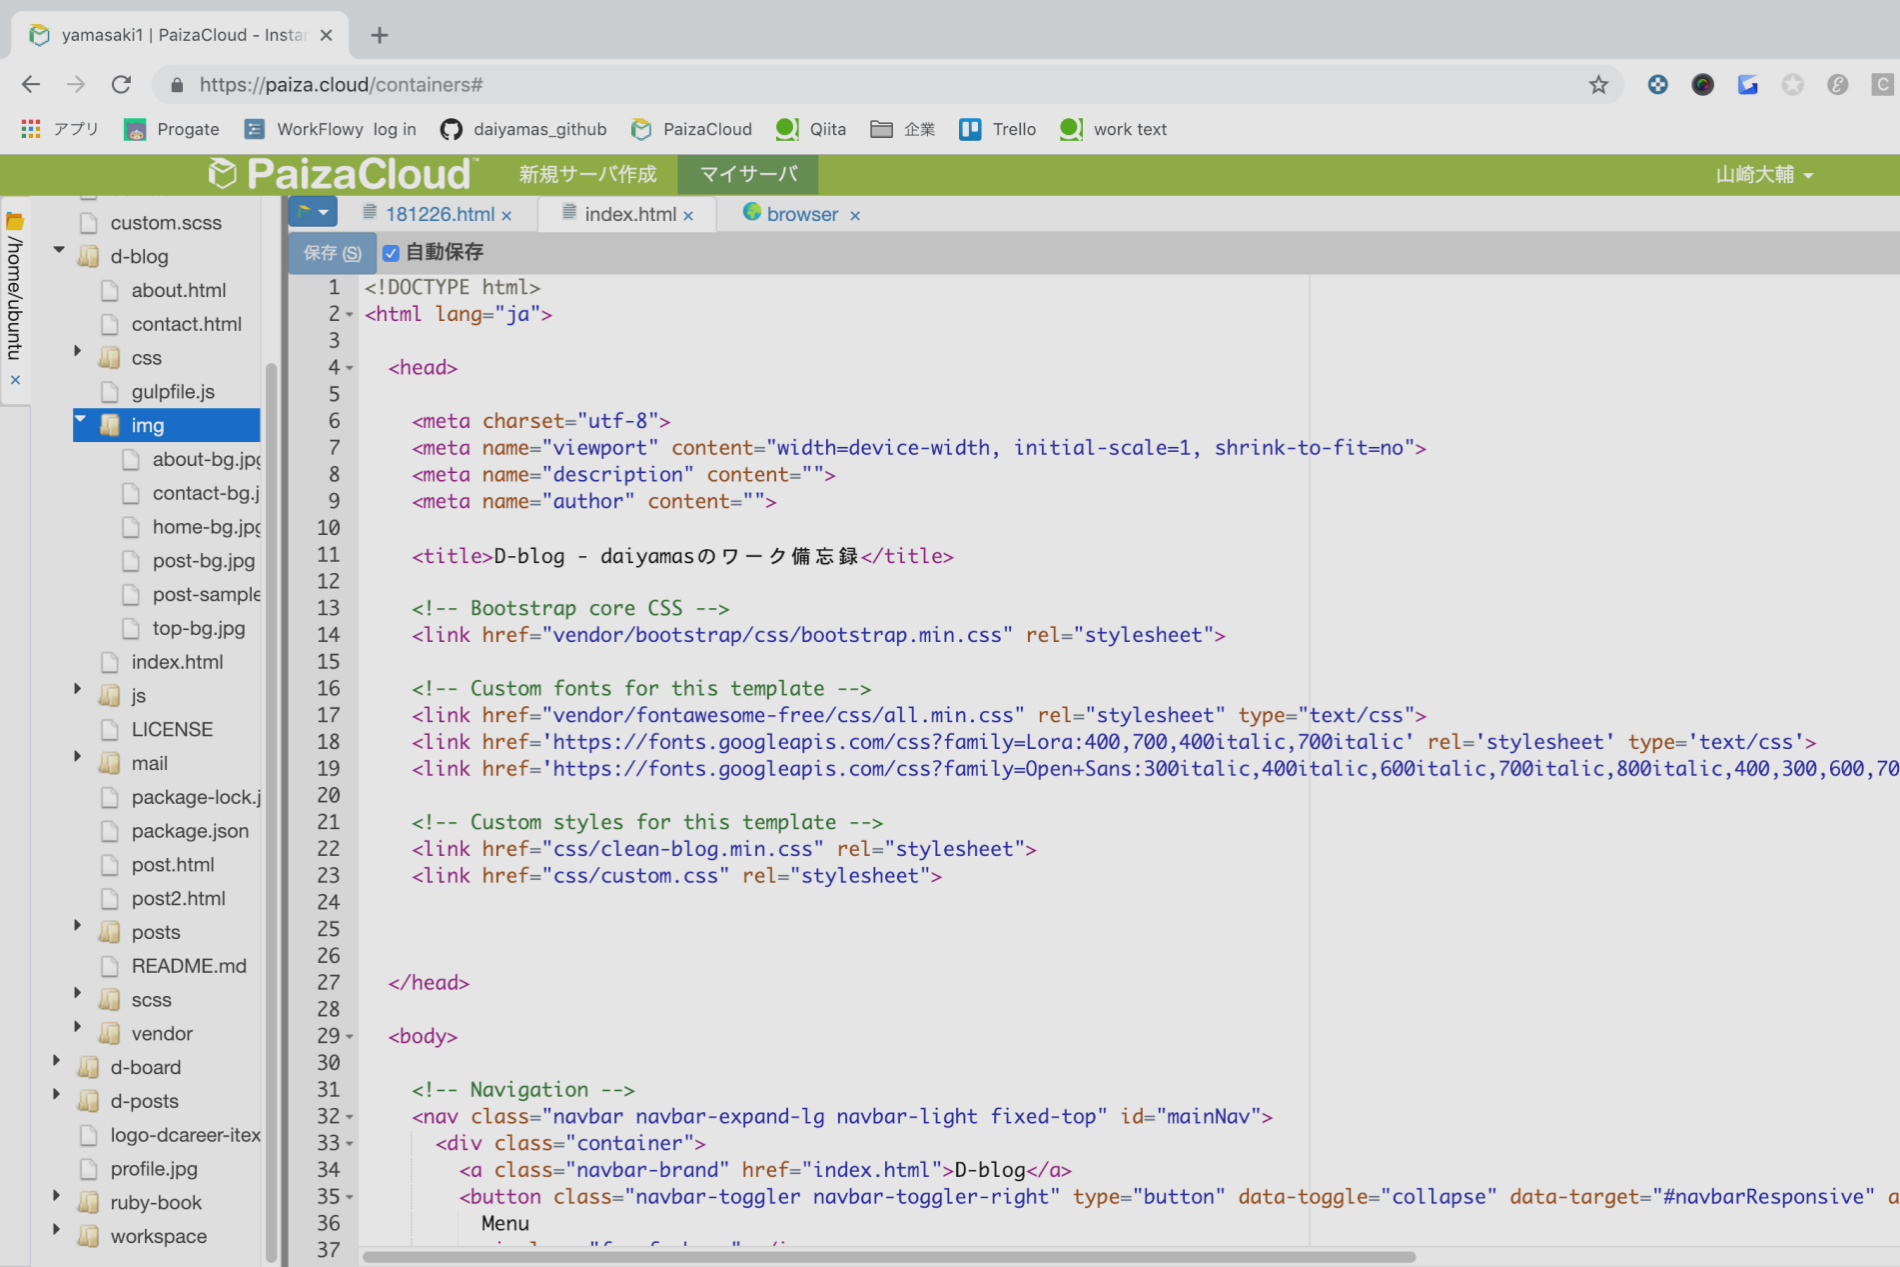 yamasaki1 | PaizaCloud - Insta
https://paiza.cloud/containers#
アプリ Progate WorkFlowy log in daiyamas_github PaizaCloud Qiita 企業 Trello work text
PaizaCloud 新規サーバ作成 マイサーバ 山崎大輔
/home/ubuntu
custom.scss
d-blog
about.html
contact.html
css
gulpfile.js
img
about-bg.jpg
contact-bg.j
home-bg.jpg
post-bg.jpg
post-sample
top-bg.jpg
index.html
js
LICENSE
mail
package-lock.j
package.json
post.html
post2.html
posts
README.md
scss
vendor
d-board
d-posts
logo-dcareer-itex
profile.jpg
ruby-book
workspace
181226.html × index.html × browser ×
保存 (S) 自動保存
1 <!DOCTYPE html>
2 <html lang="ja">
3
4 <head>
5
6 <meta charset="utf-8">
7 <meta name="viewport" content="width=device-width, initial-scale=1, shrink-to-fit=no">
8 <meta name="description" content="">
9 <meta name="author" content="">
10
11 <title>D-blog - daiyamasのワーク備忘録</title>
12
13 <!-- Bootstrap core CSS -->
14 <link href="vendor/bootstrap/css/bootstrap.min.css" rel="stylesheet">
15
16 <!-- Custom fonts for this template -->
17 <link href="vendor/fontawesome-free/css/all.min.css" rel="stylesheet" type="text/css">
18 <link href='https://fonts.googleapis.com/css?family=Lora:400,700,400italic,700italic' rel='stylesheet' type='text/css'>
19 <link href='https://fonts.googleapis.com/css?family=Open+Sans:300italic,400italic,600italic,700italic,800italic,400,300,600,70
20
21 <!-- Custom styles for this template -->
22 <link href="css/clean-blog.min.css" rel="stylesheet">
23 <link href="css/custom.css" rel="stylesheet">
24
25
26
27 </head>
28
29 <body>
30
31 <!-- Navigation -->
32 <nav class="navbar navbar-expand-lg navbar-light fixed-top" id="mainNav">
33 <div class="container">
34 <a class="navbar-brand" href="index.html">D-blog</a>
35 <button class="navbar-toggler navbar-toggler-right" type="button" data-toggle="collapse" data-target="#navbarResponsive" a
36 Menu
37